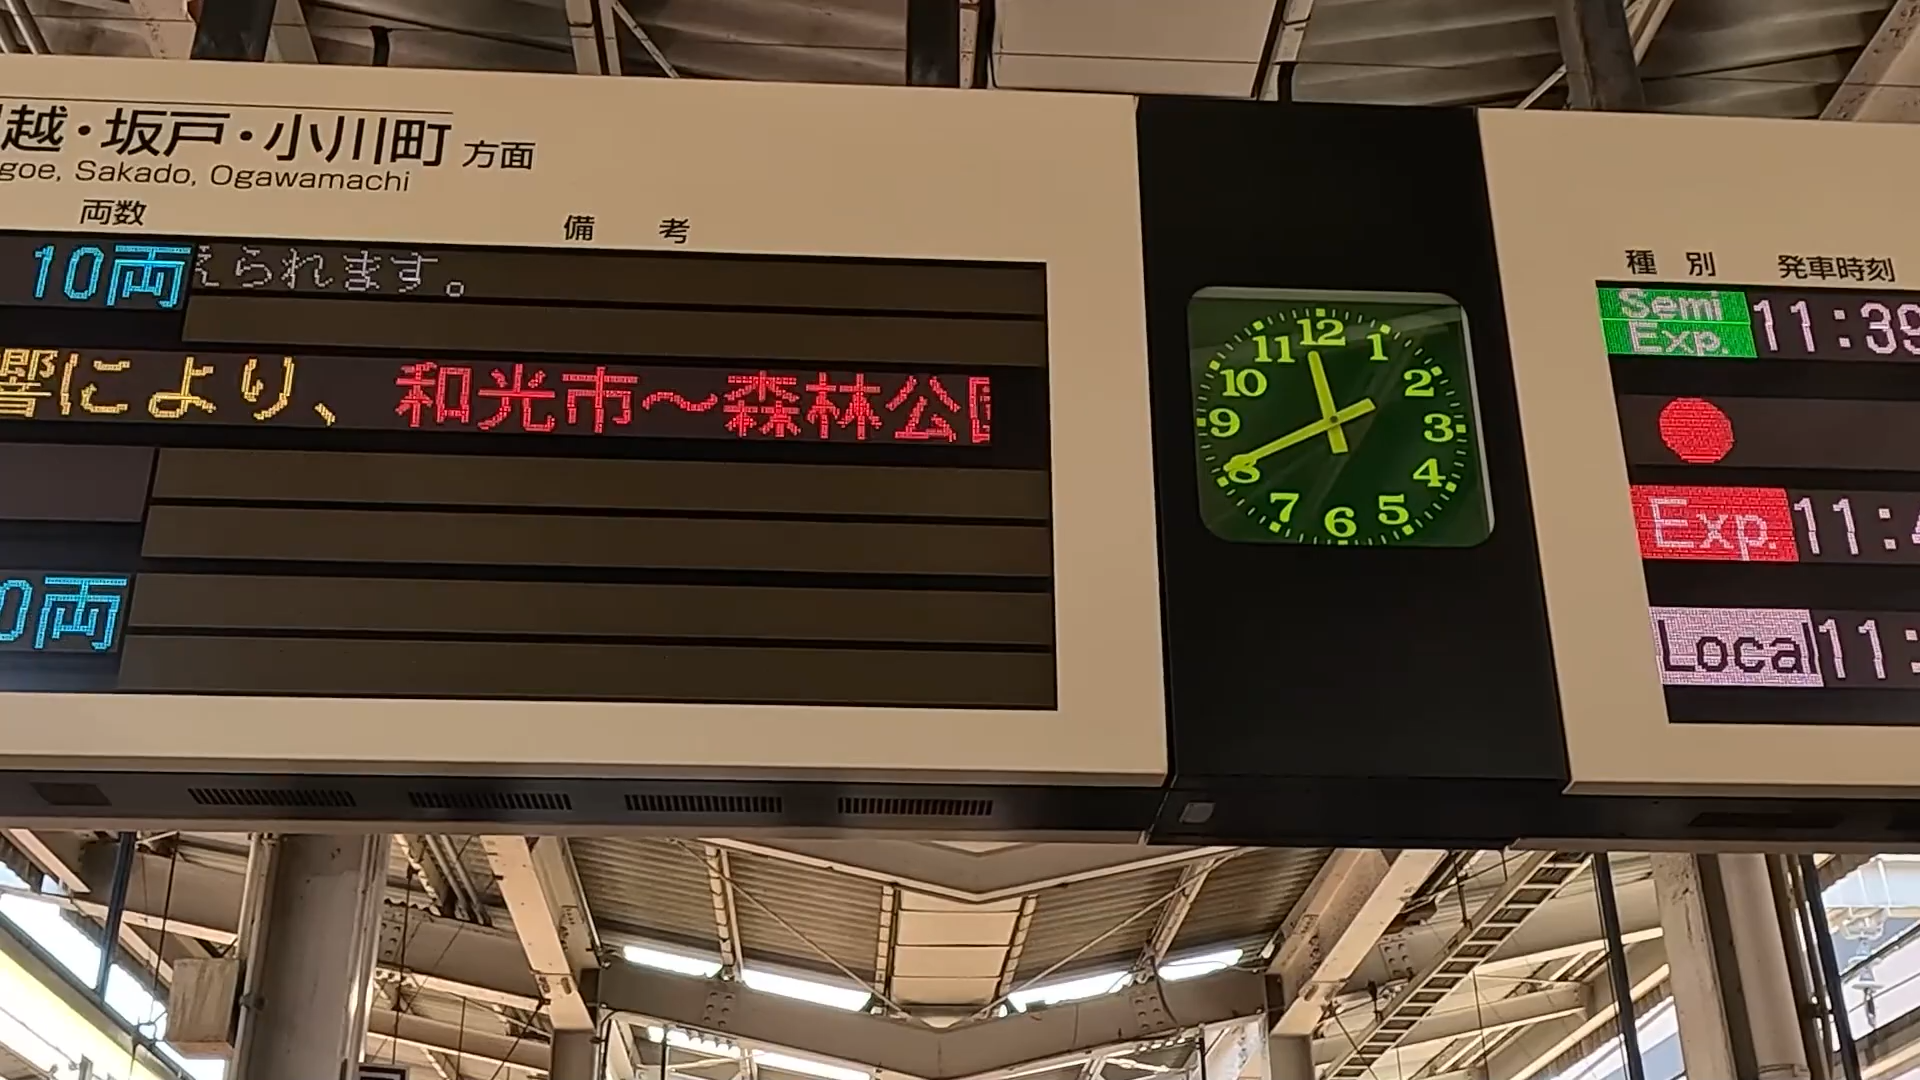 越・坂戸・小川町 方面
goe, Sakado, Ogawamachi
両数
備考
10両
えられます。
響により、和光市～森林公
0両
12
1
2
3
4
5
6
7
8
9
10
11
種別
発車時刻
Semi Exp. 11:39
Exp. 11:4
Local 11: